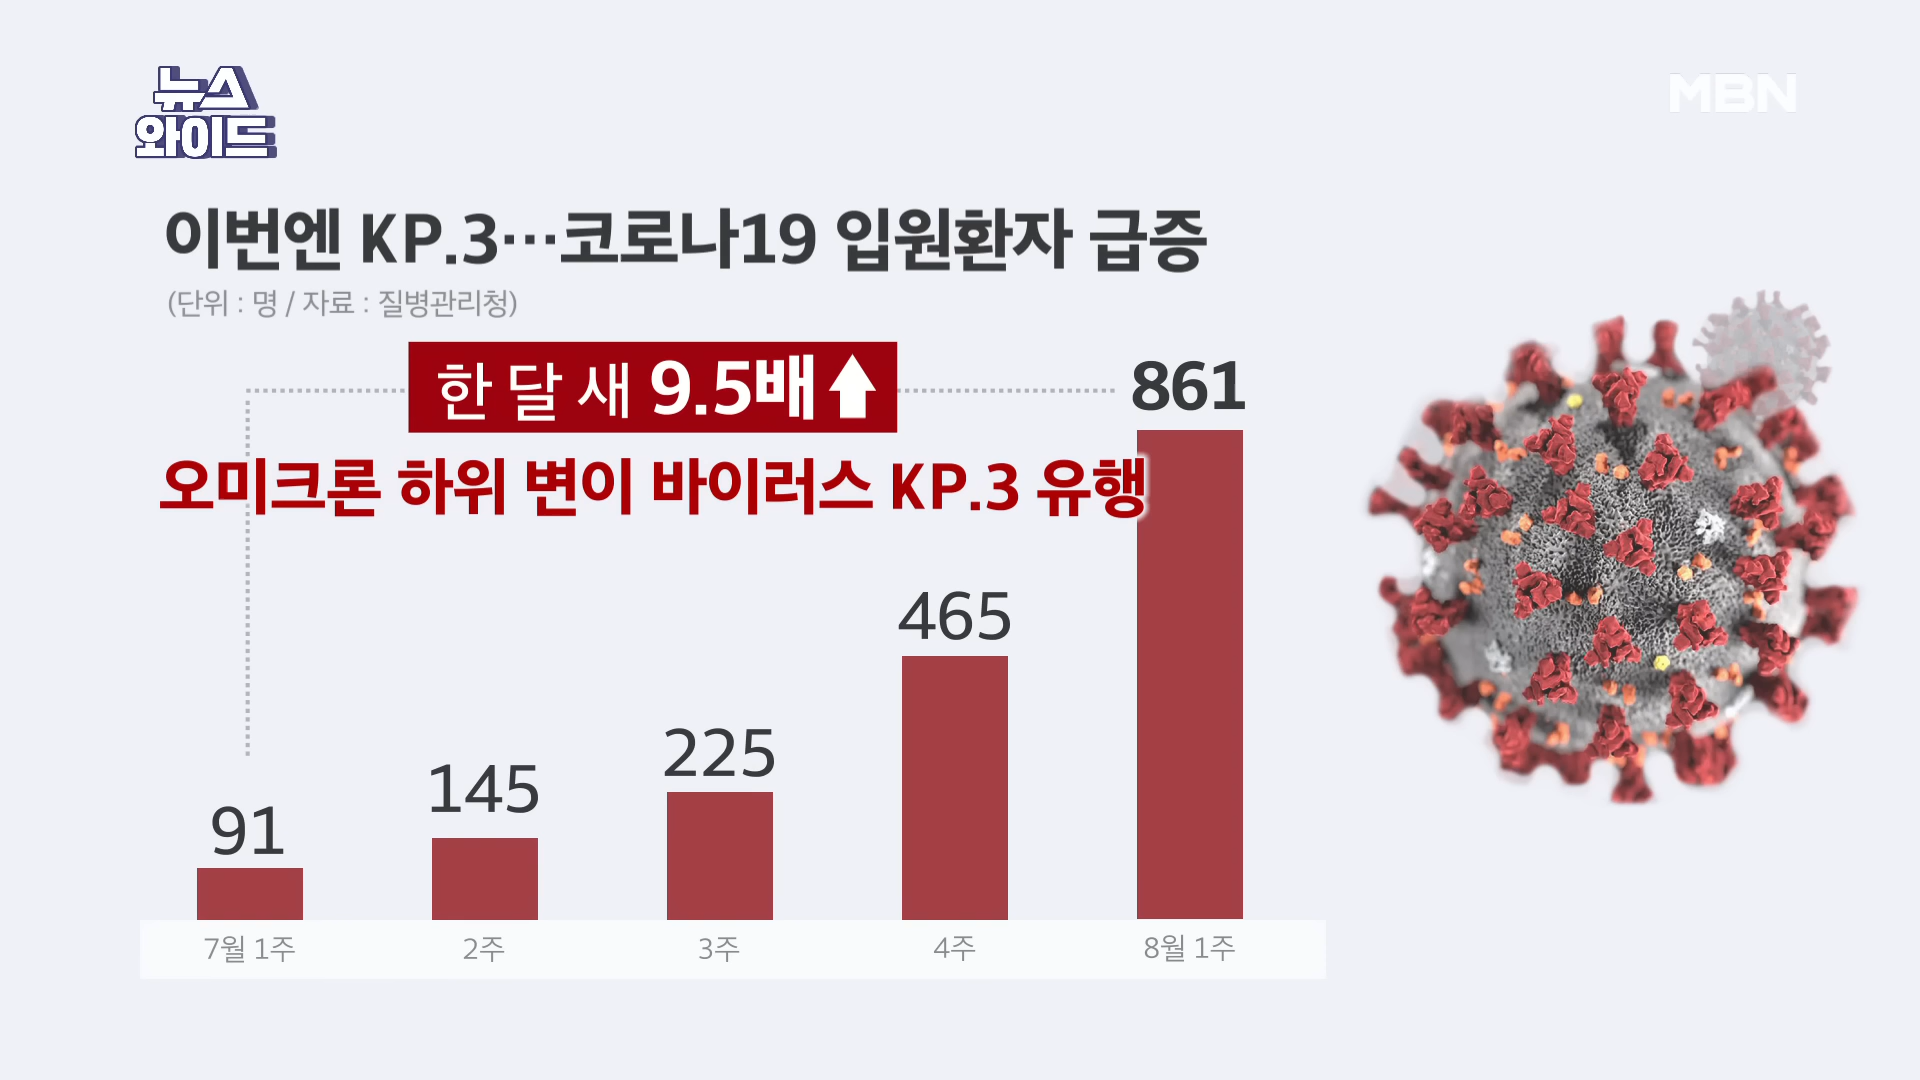 뉴스
와이드
MBN
이번엔 KP.3…코로나19 입원환자 급증
(단위 : 명 / 자료 : 질병관리청)
한 달 새 9.5배
861
오미크론 하위 변이 바이러스 KP.3 유행
465
225
145
91
7월 1주
2주
3주
4주
8월 1주